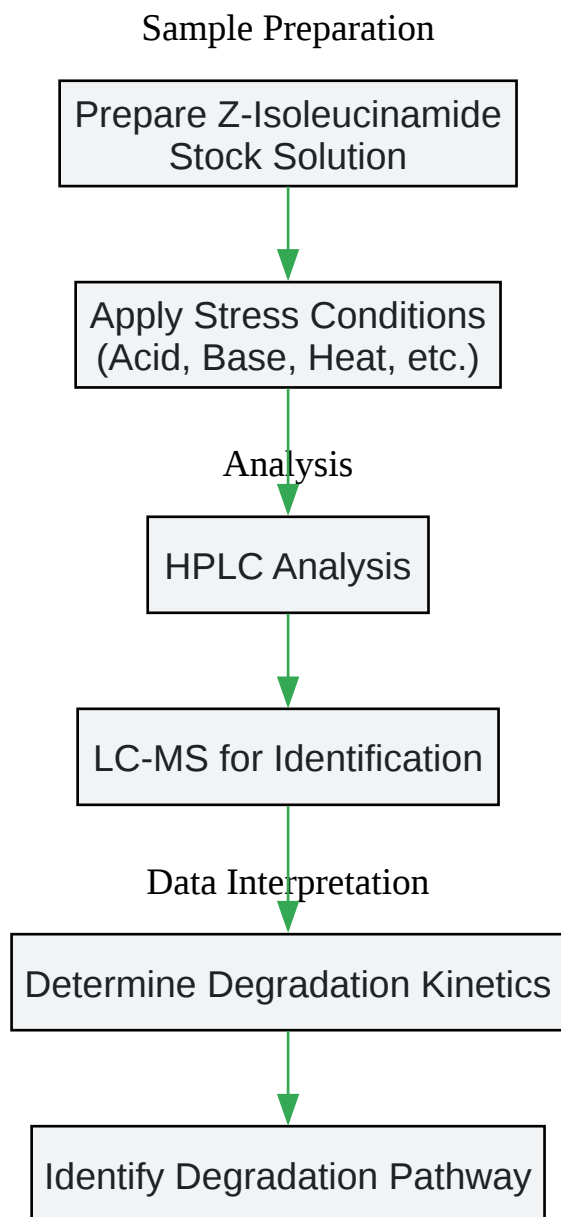 Sample Preparation
Prepare Z-Isoleucinamide
Stock Solution
Apply Stress Conditions
(Acid, Base, Heat, etc.)
Analysis
HPLC Analysis
LC-MS for Identification
Data Interpretation
Determine Degradation Kinetics
Identify Degradation Pathway